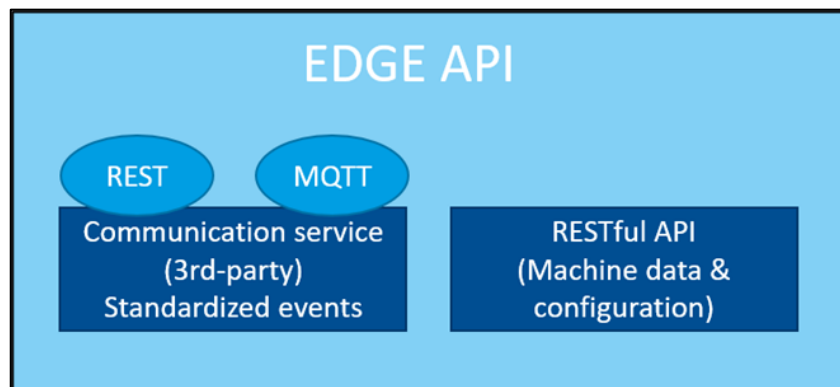 EDGE API
REST
MQTT
Communication service
(3rd-party)
Standardized events
RESTful API
(Machine data &
configuration)